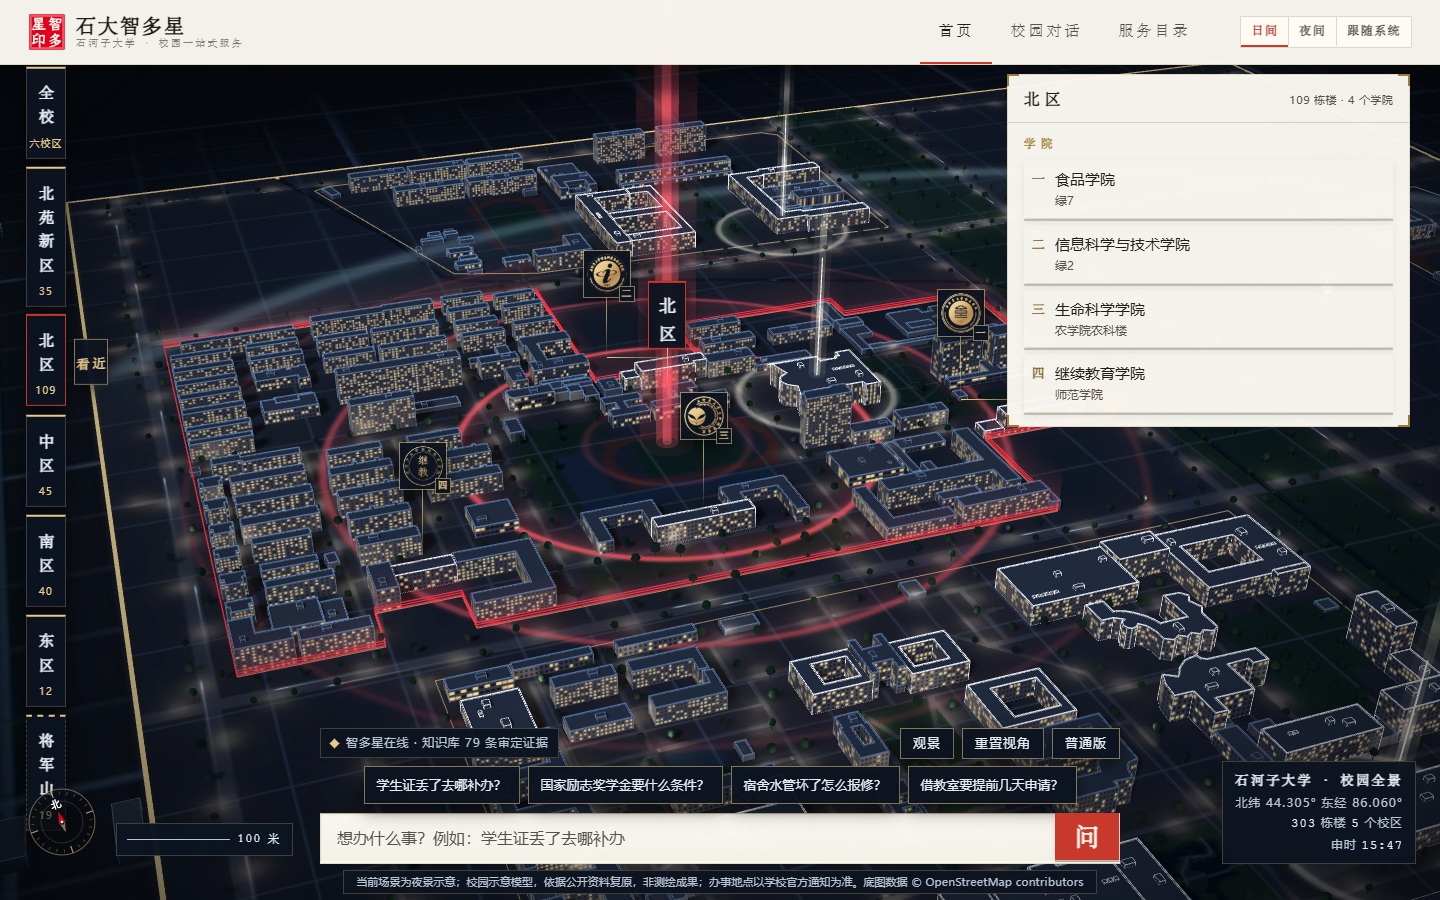 智多星印
石大智多星
石河子大学 · 校园一站式服务
首页
校园对话
服务目录
日间
夜间
跟随系统
全校
六校区
北苑新区
35
北区
109
看近
中区
45
南区
40
东区
12
将军山
19
北
100 米
北区
二
一
三
继教
四
北区
109 栋楼 · 4 个学院
学院
一 食品学院
绿7
二 信息科学与技术学院
绿2
三 生命科学学院
农学院农科楼
四 继续教育学院
师范学院
智多星在线 · 知识库 79 条审定证据
观景
重置视角
普通版
学生证丢了去哪补办？
国家励志奖学金要什么条件？
宿舍水管坏了怎么报修？
借教室要提前几天申请？
想办什么事？例如：学生证丢了去哪补办
问
当前场景为夜景示意；校园示意模型，依据公开资料复原，非测绘成果；办事地点以学校官方通知为准。底图数据 © OpenStreetMap contributors
石河子大学 · 校园全景
北纬 44.305° 东经 86.060°
303 栋楼 5 个校区
申时 15:47